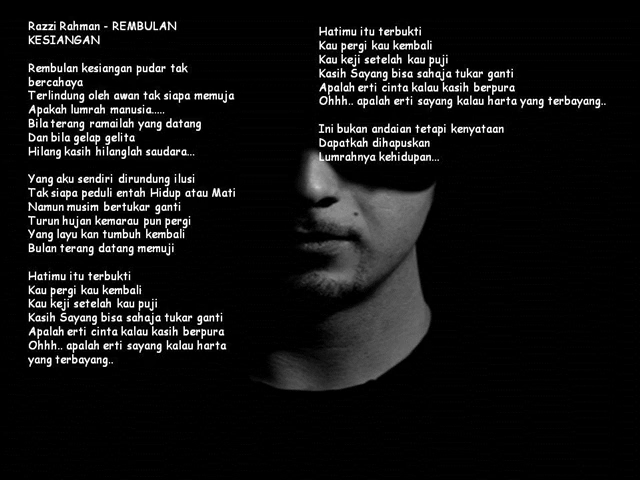 Razzi Rahman - REMBULAN
KESIANGAN
Rembulan kesiangan pudar tak
bercahaya
Terlindung oleh awan tak siapa memuja
Apakah lumrah manusia.....
Bila terang ramailah yang datang
Dan bila gelap gelita
Hilang kasih hilanglah saudara...
Yang aku sendiri dirundung ilusi
Tak siapa peduli entah Hidup atau Mati
Namun musim bertukar ganti
Turun hujan kemarau pun pergi
Yang layu kan tumbuh kembali
Bulan terang datang memuji
Hatimu itu terbukti
Kau pergi kau kembali
Kau keji setelah kau puji
Kasih Sayang bisa sahaja tukar ganti
Apalah erti cinta kalau kasih berpura
Ohhh.. apalah erti sayang kalau harta
yang terbayang..
Hatimu itu terbukti
Kau pergi kau kembali
Kau keji setelah kau puji
Kasih Sayang bisa sahaja tukar ganti
Apalah erti cinta kalau kasih berpura
Ohhh.. apalah erti sayang kalau harta yang terbayang..
Ini bukan andaian tetapi kenyataan
Dapatkah dihapuskan
Lumrahnya kehidupan...